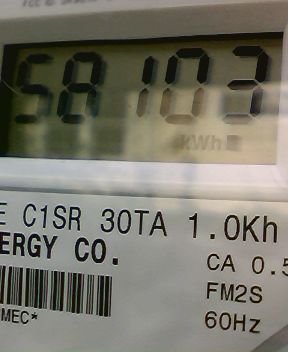 58103
kWh
E C1SR 30TA 1.0Kh
ERGY CO.
CA 0.5
FM2S
MEC*
60Hz